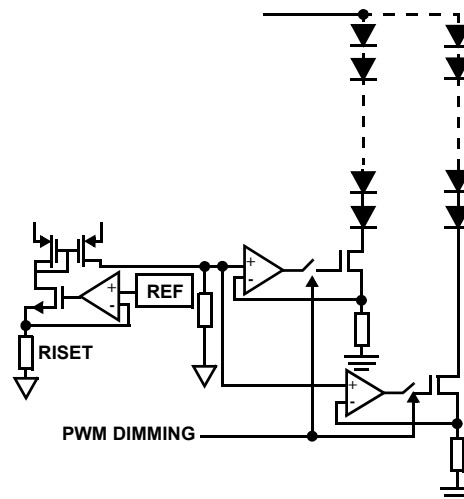 REF
RISET
PWM DIMMING
+
-
+
-
+
-